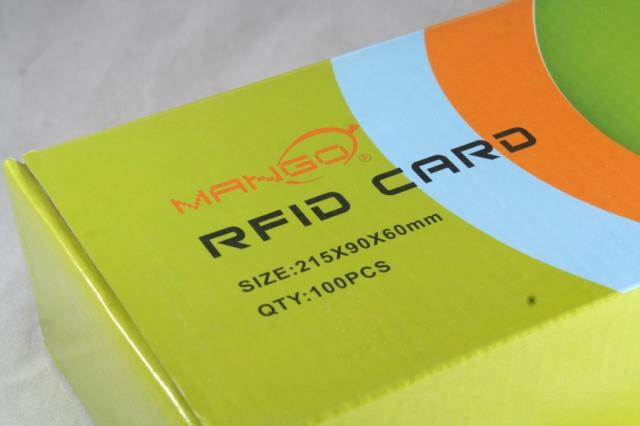 MANGO®
RFID CARD
SIZE:215X90X60mm
QTY:100PCS